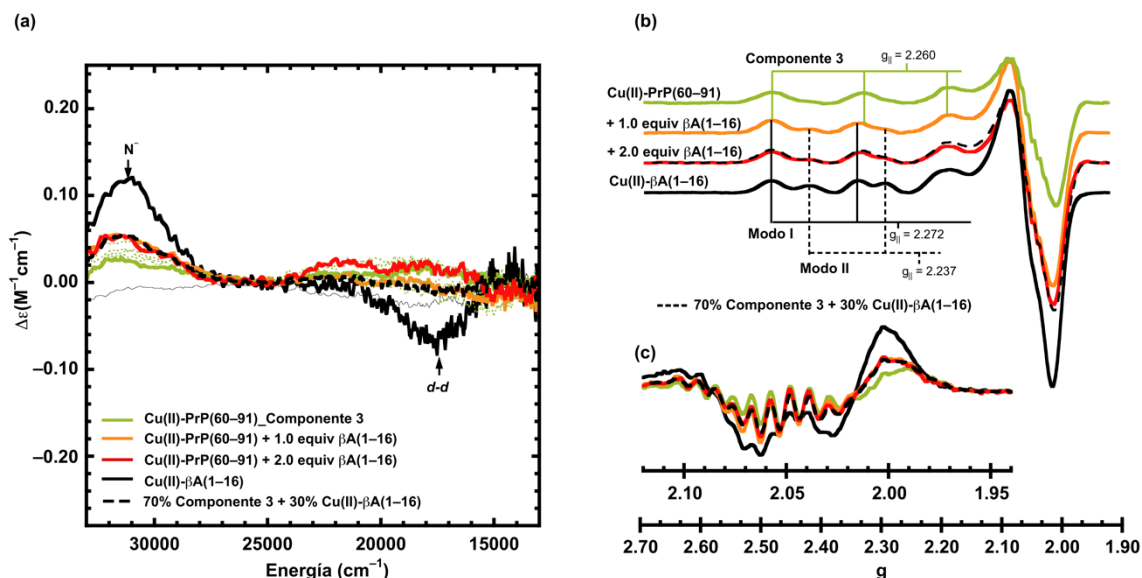 (a)
0.20
0.10
0.00
−0.10
−0.20
Δε(M⁻¹cm⁻¹)
N⁻
d-d
Cu(II)-PrP(60–91)_Componente 3
Cu(II)-PrP(60–91) + 1.0 equiv βA(1–16)
Cu(II)-PrP(60–91) + 2.0 equiv βA(1–16)
Cu(II)-βA(1–16)
70% Componente 3 + 30% Cu(II)-βA(1–16)
30000 25000 20000 15000
Energía (cm⁻¹)
(b)
Componente 3
g|| = 2.260
Cu(II)-PrP(60–91)
+ 1.0 equiv βA(1–16)
+ 2.0 equiv βA(1–16)
Cu(II)-βA(1–16)
Modo I
g|| = 2.272
Modo II
g|| = 2.237
70% Componente 3 + 30% Cu(II)-βA(1–16)
(c)
2.10 2.05 2.00 1.95
2.70 2.60 2.50 2.40 2.30 2.20 2.10 2.00 1.90
g